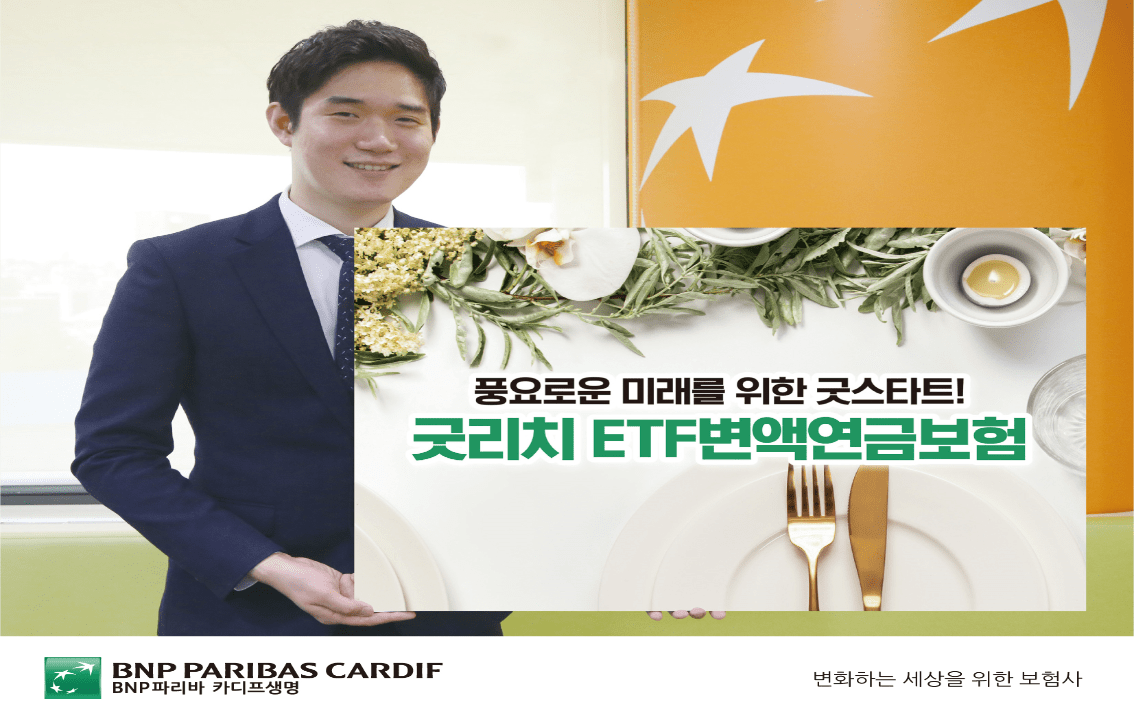 풍요로운 미래를 위한 굿스타트!
굿리치 ETF변액연금보험
BNP PARIBAS CARDIF
BNP파리바 카디프생명
변화하는 세상을 위한 보험사